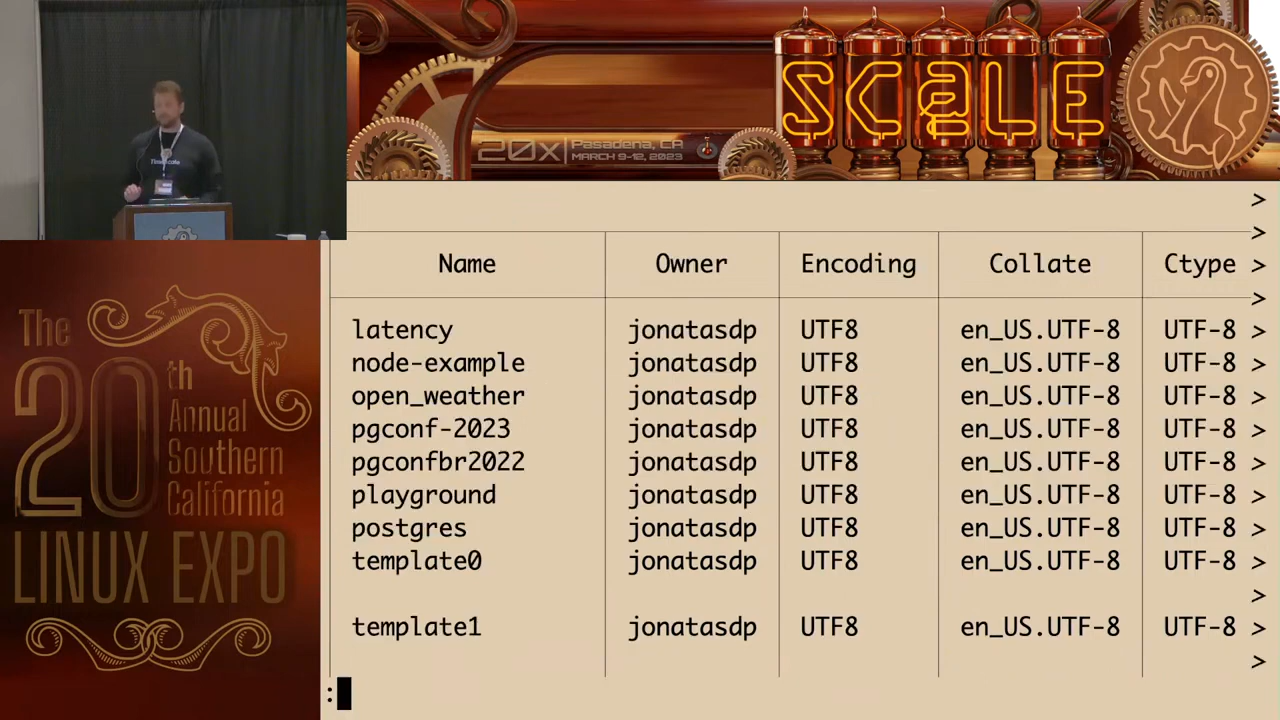 SCaLE
20x
Pasadena, CA
MARCH 9-12, 2023
Timescale
The
20th
Annual
Southern
California
LINUX EXPO
>
>
Name Owner Encoding Collate Ctype >
>
latency jonatasdp UTF8 en_US.UTF-8 UTF-8 >
node-example jonatasdp UTF8 en_US.UTF-8 UTF-8 >
open_weather jonatasdp UTF8 en_US.UTF-8 UTF-8 >
pgconf-2023 jonatasdp UTF8 en_US.UTF-8 UTF-8 >
pgconfbr2022 jonatasdp UTF8 en_US.UTF-8 UTF-8 >
playground jonatasdp UTF8 en_US.UTF-8 UTF-8 >
postgres jonatasdp UTF8 en_US.UTF-8 UTF-8 >
template0 jonatasdp UTF8 en_US.UTF-8 UTF-8 >
>
template1 jonatasdp UTF8 en_US.UTF-8 UTF-8 >
>
: